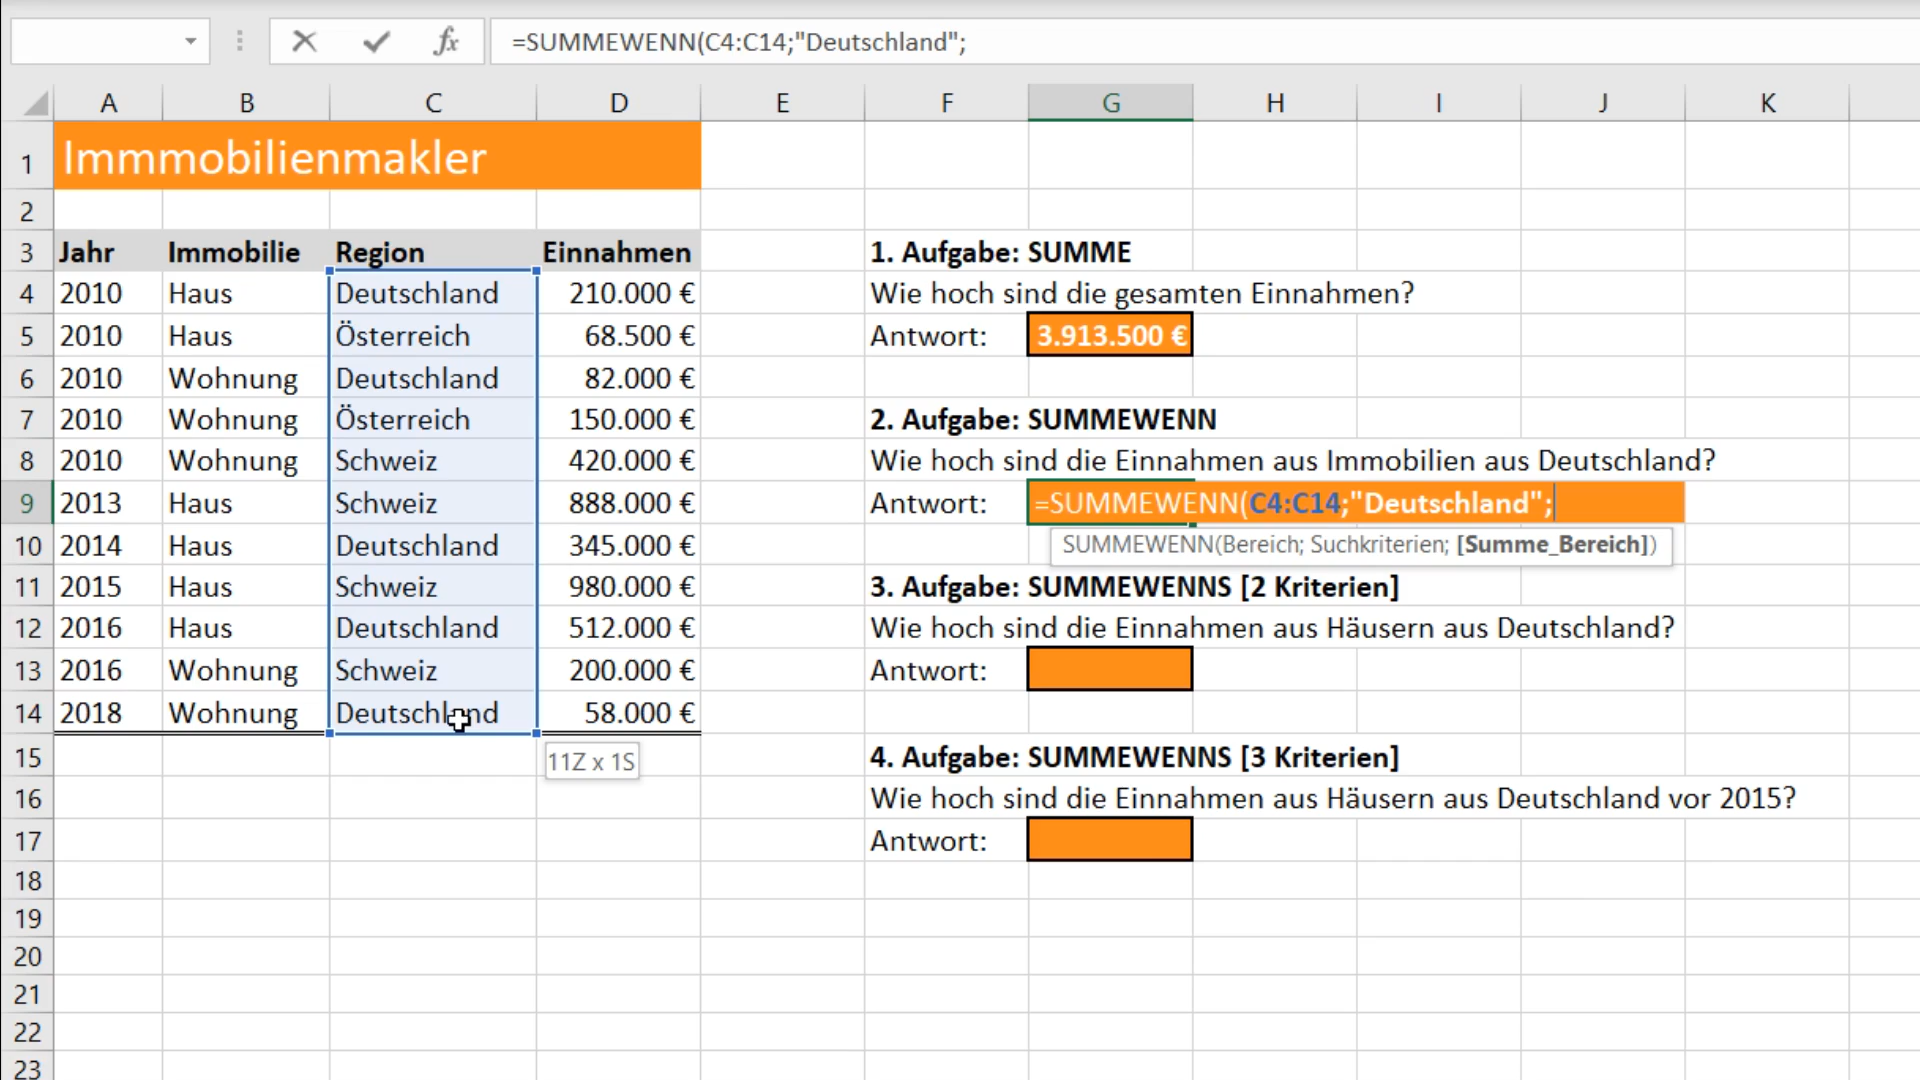 =SUMMEWENN(C4:C14;"Deutschland";
A B C D E F G H I J K
1 Immmobilienmakler
2
3 Jahr Immobilie Region Einnahmen 1. Aufgabe: SUMME
4 2010 Haus Deutschland 210.000 € Wie hoch sind die gesamten Einnahmen?
5 2010 Haus Österreich 68.500 € Antwort: 3.913.500 €
6 2010 Wohnung Deutschland 82.000 €
7 2010 Wohnung Österreich 150.000 € 2. Aufgabe: SUMMEWENN
8 2010 Wohnung Schweiz 420.000 € Wie hoch sind die Einnahmen aus Immobilien aus Deutschland?
9 2013 Haus Schweiz 888.000 € Antwort: =SUMMEWENN(C4:C14;"Deutschland";
10 2014 Haus Deutschland 345.000 € SUMMEWENN(Bereich; Suchkriterien; [Summe_Bereich])
11 2015 Haus Schweiz 980.000 € 3. Aufgabe: SUMMEWENNS [2 Kriterien]
12 2016 Haus Deutschland 512.000 € Wie hoch sind die Einnahmen aus Häusern aus Deutschland?
13 2016 Wohnung Schweiz 200.000 € Antwort:
14 2018 Wohnung Deutschland 58.000 €
15 11Z x 1S 4. Aufgabe: SUMMEWENNS [3 Kriterien]
16 Wie hoch sind die Einnahmen aus Häusern aus Deutschland vor 2015?
17 Antwort:
18
19
20
21
22
23